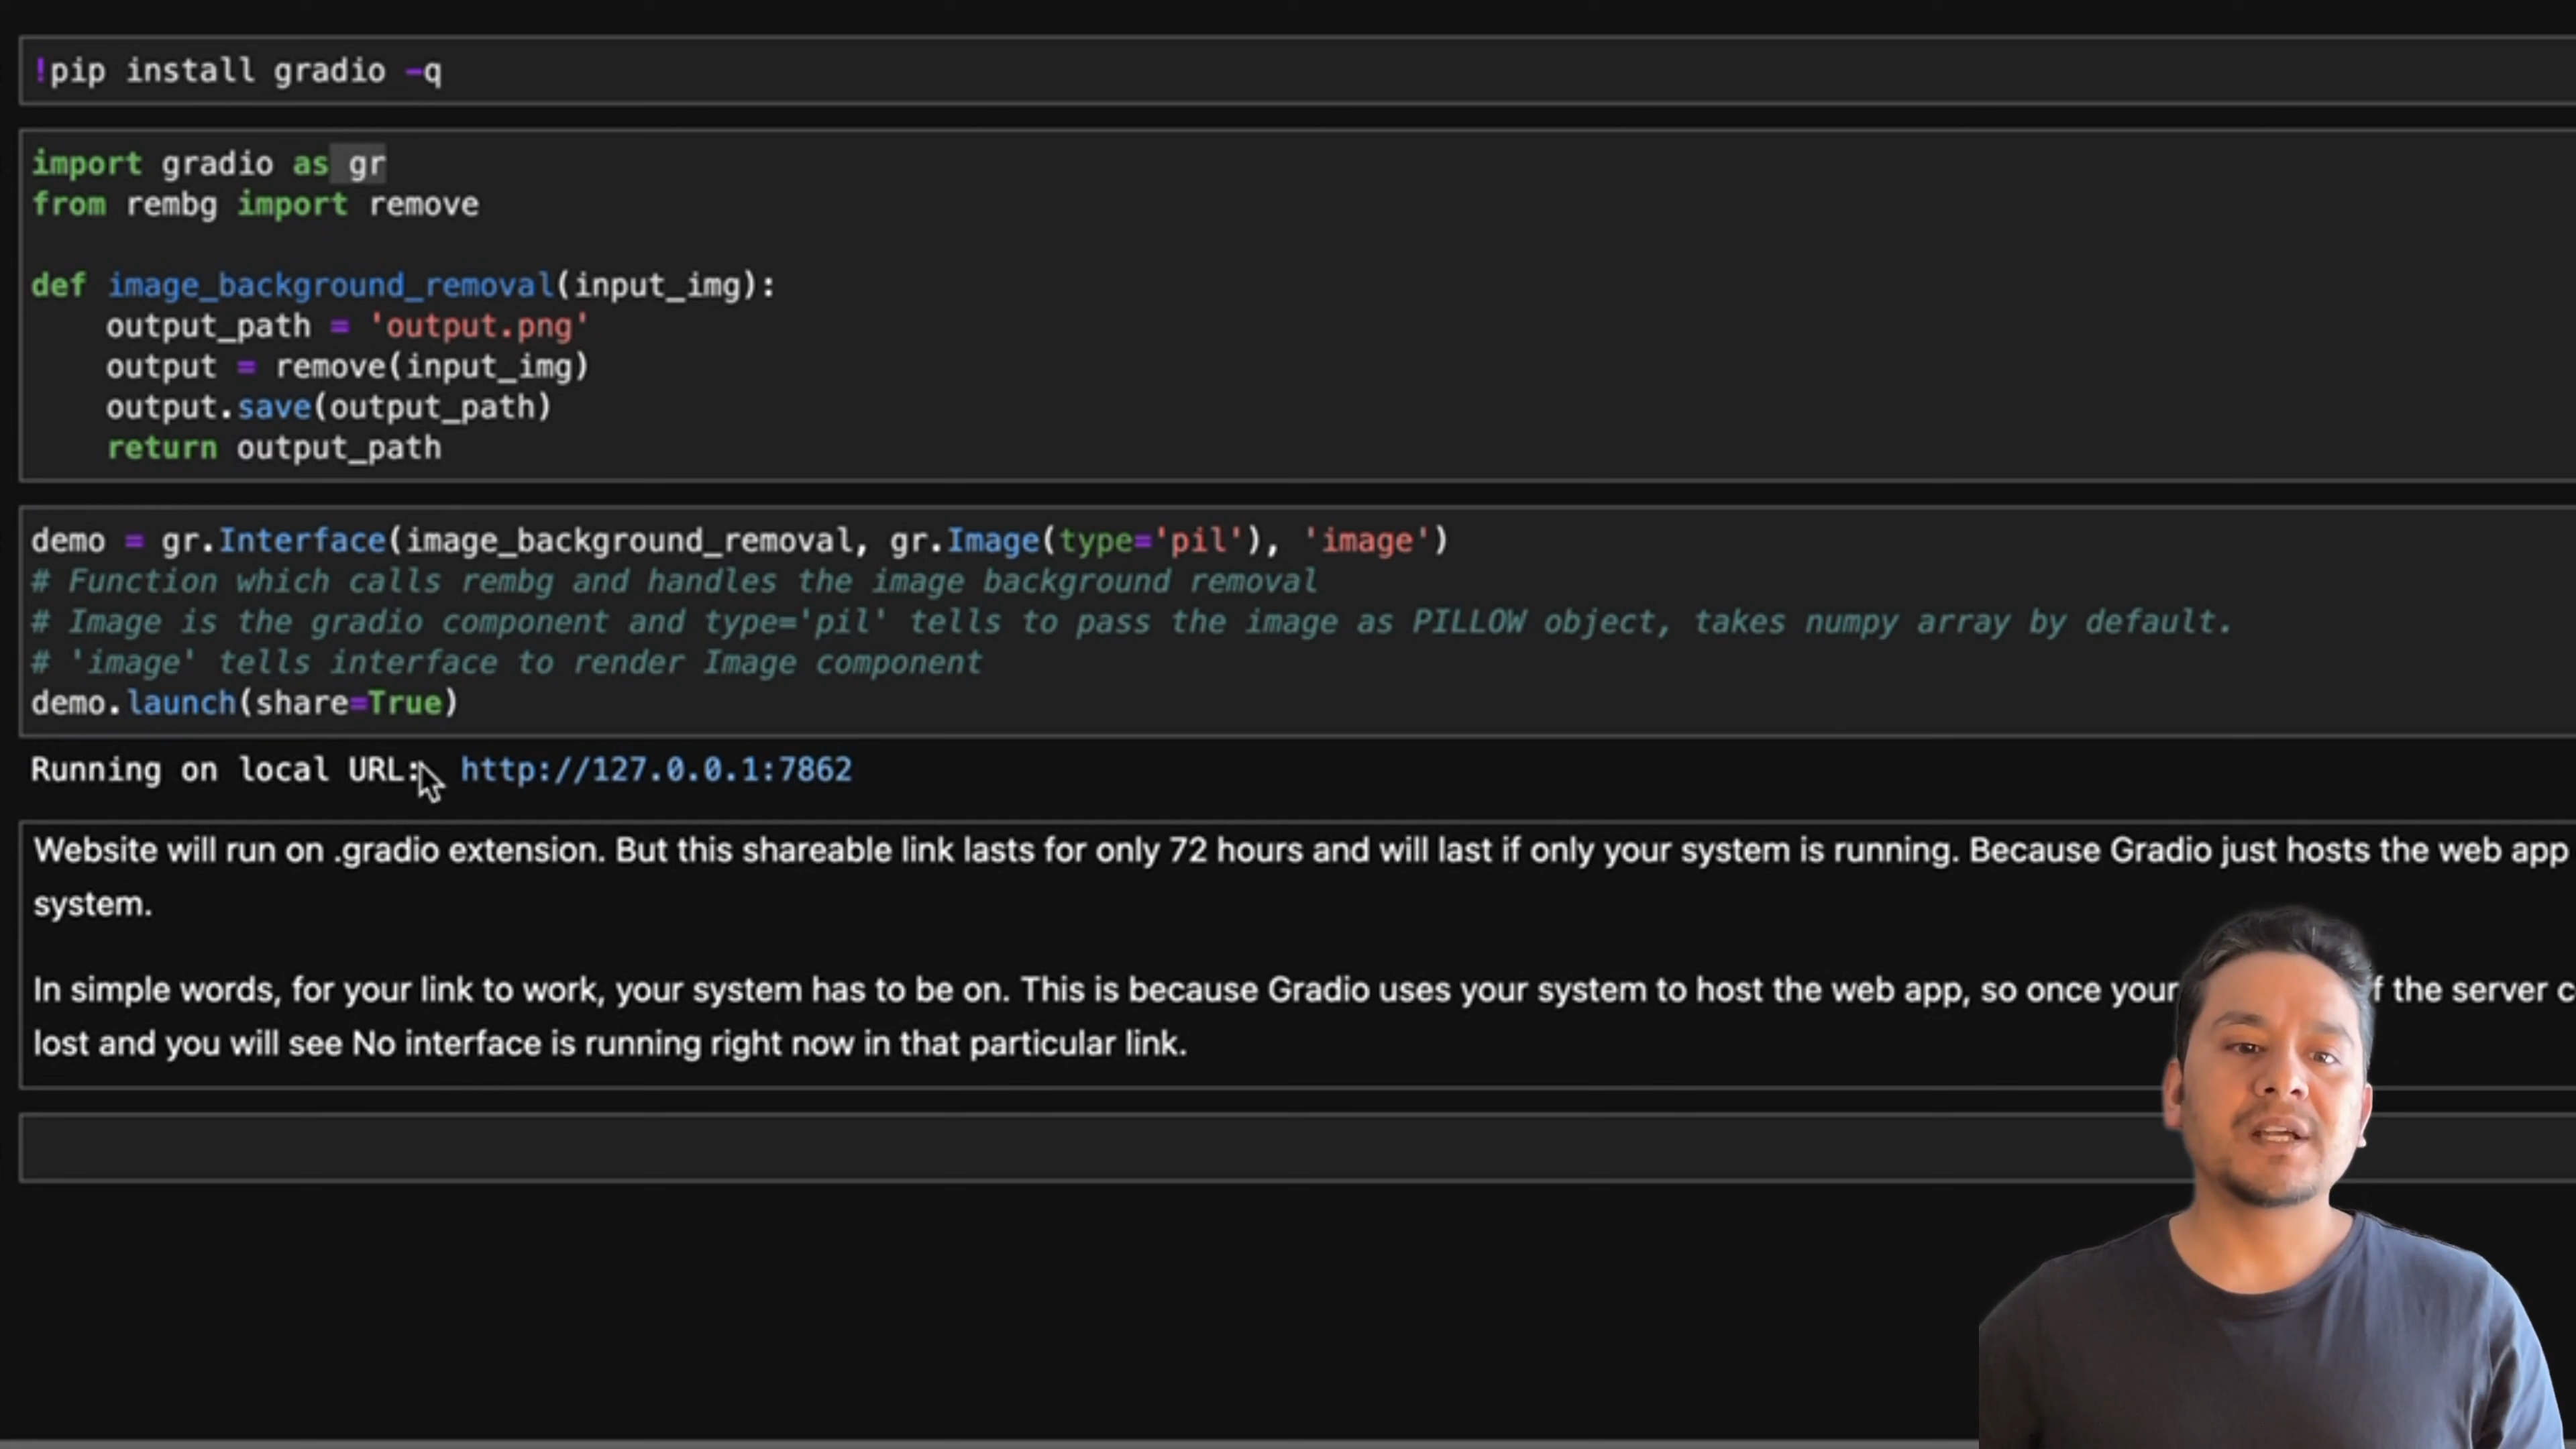 !pip install gradio -q
import gradio as gr
from rembg import remove
def image_background_removal(input_img):
output_path = 'output.png'
output = remove(input_img)
output.save(output_path)
return output_path
demo = gr.Interface(image_background_removal, gr.Image(type='pil'), 'image')
# Function which calls rembg and handles the image background removal
# Image is the gradio component and type='pil' tells to pass the image as PILLOW object, takes numpy array by default.
# 'image' tells interface to render Image component
demo.launch(share=True)
Running on local URL: http://127.0.0.1:7862
Website will run on .gradio extension. But this shareable link lasts for only 72 hours and will last if only your system is running. Because Gradio just hosts the web app
system.
In simple words, for your link to work, your system has to be on. This is because Gradio uses your system to host the web app, so once your the server
lost and you will see No interface is running right now in that particular link.